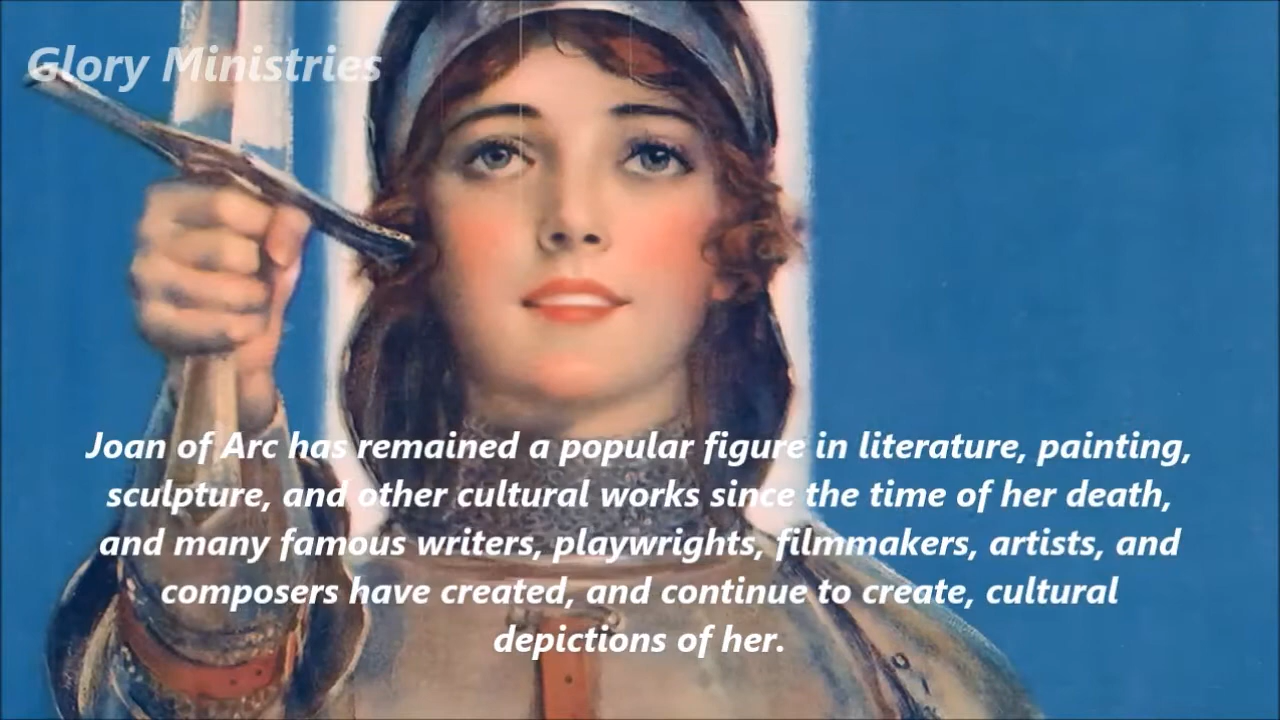 Glory Ministries
Joan of Arc has remained a popular figure in literature, painting,
sculpture, and other cultural works since the time of her death,
and many famous writers, playwrights, filmmakers, artists, and
composers have created, and continue to create, cultural
depictions of her.